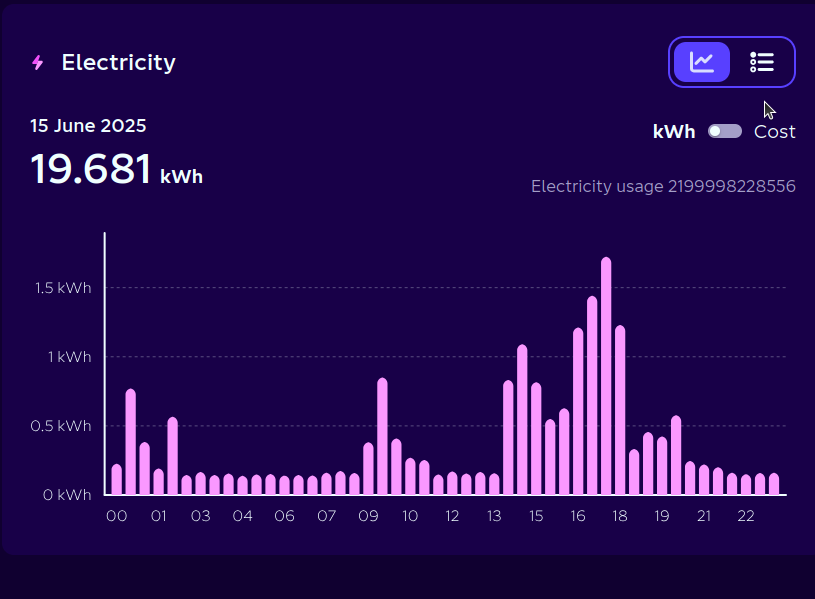 Electricity
15 June 2025
kWh Cost
19.681 kWh
Electricity usage 2199998228556
1.5 kWh
1 kWh
0.5 kWh
0 kWh
00 01 03 04 06 07 09 10 12 13 15 16 18 19 21 22